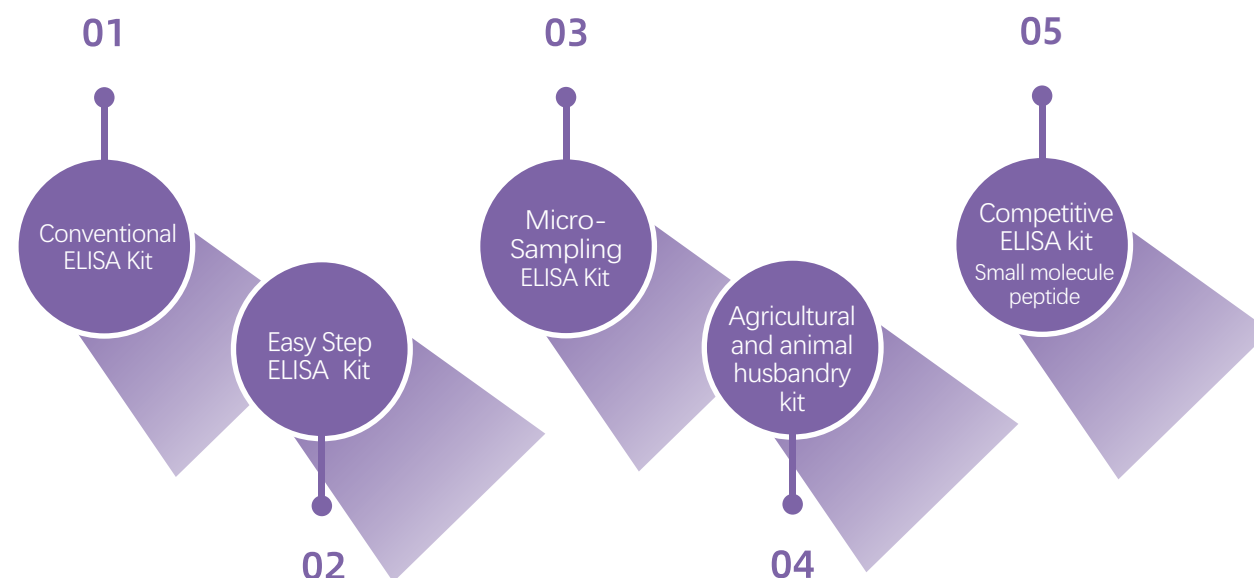 01
Conventional
ELISA Kit
02
Easy Step
ELISA Kit
03
Micro-
Sampling
ELISA Kit
04
Agricultural
and animal
husbandry
kit
05
Competitive
ELISA kit
Small molecule
peptide